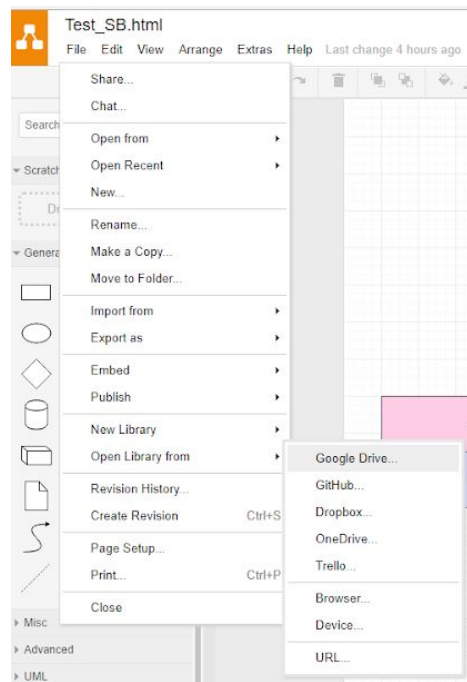 Test_SB.html
File Edit View Arrange Extras Help Last change 4 hours ago
Share...
Chat...
Search
Open from
Scratch
Open Recent
New...
Rename...
Genera
Make a Copy...
Move to Folder...
Import from
Export as
Embed
Publish
New Library
Open Library from
Google Drive...
Revision History...
GitHub...
Create Revision Ctrl+S
Dropbox...
Page Setup...
OneDrive...
Print... Ctrl+P
Trello...
Close
Browser...
Misc
Device...
Advanced
URL...
UML